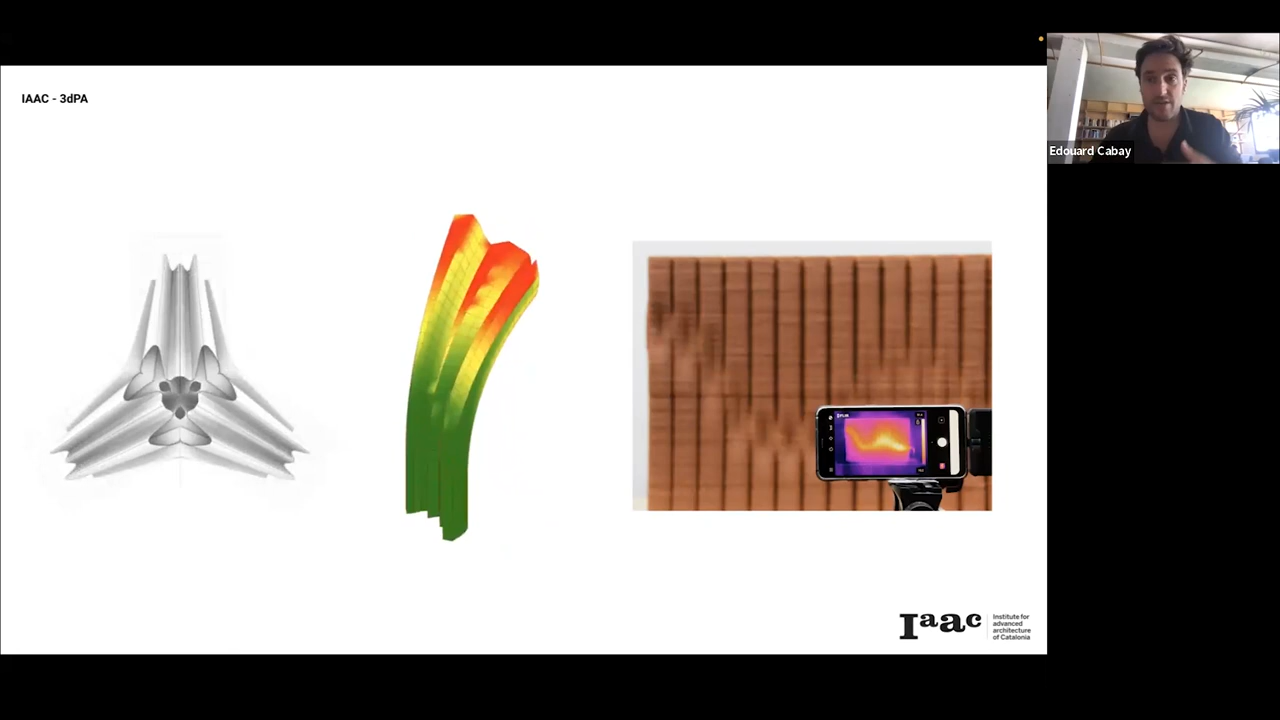 IAAC - 3dPA
Edouard Cabay
Iaac
Institute for
advanced
architecture
of Catalonia